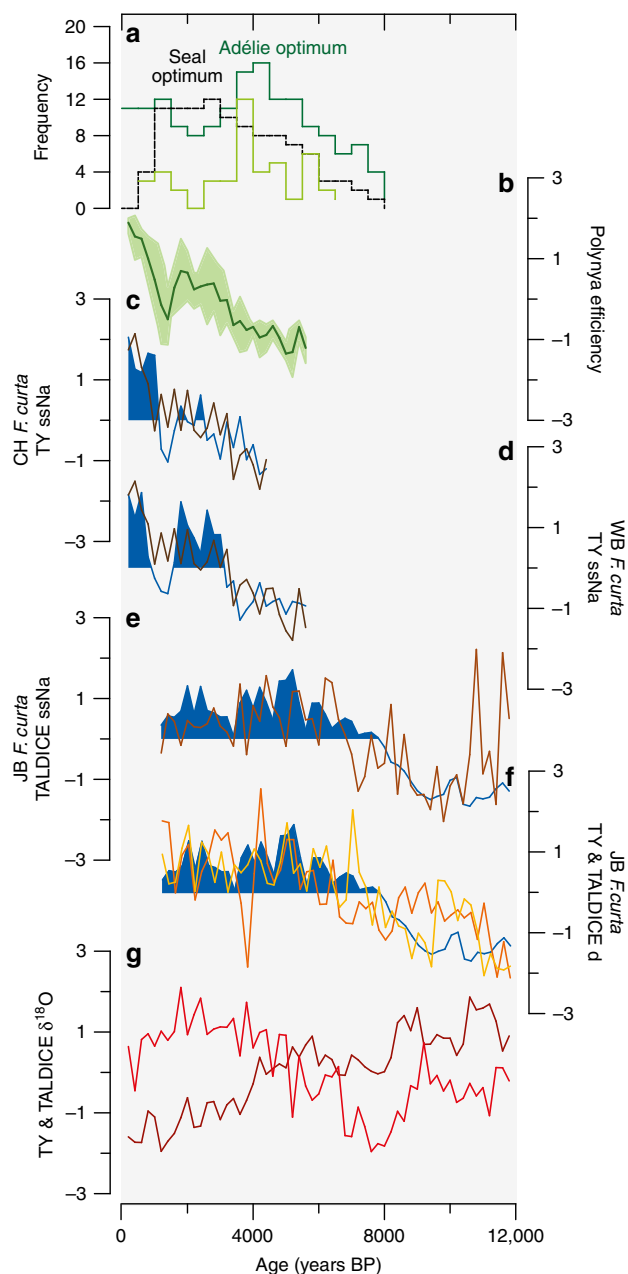 a
20
16
12
8
4
0
Frequency
Seal
optimum
Adélie optimum
b
3
1
−1
−3
Polynya efficiency
c
3
1
−1
−3
CH F. curta
TY ssNa
d
3
1
−1
−3
WB F. curta
TY ssNa
e
3
1
−1
−3
JB F. curta
TALDICE ssNa
f
3
1
−1
−3
JB F.curta
TY & TALDICE d
g
3
1
−1
−3
TY & TALDICE δ¹⁸O
0
4000
8000
12,000
Age (years BP)